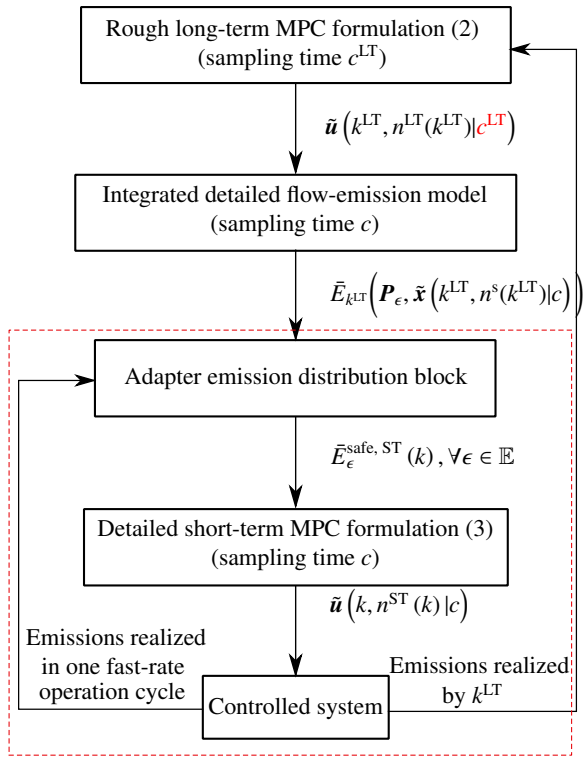 Rough long-term MPC formulation (2)
(sampling time c^LT)
ũ(k^LT, n^LT(k^LT)|c^LT)
Integrated detailed flow-emission model
(sampling time c)
Ē_{k^LT}(P_ϵ, x̃(k^LT, n^s(k^LT)|c))
Adapter emission distribution block
Ē_ϵ^{safe, ST}(k), ∀ϵ ∈ 𝔼
Detailed short-term MPC formulation (3)
(sampling time c)
ũ(k, n^ST(k)|c)
Emissions realized
in one fast-rate
operation cycle
Emissions realized
by k^LT
Controlled system